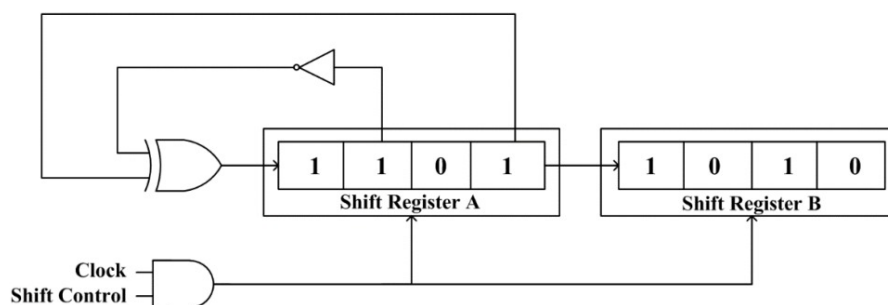 1 1 0 1 1 0 1 0
Shift Register A Shift Register B
Clock
Shift Control